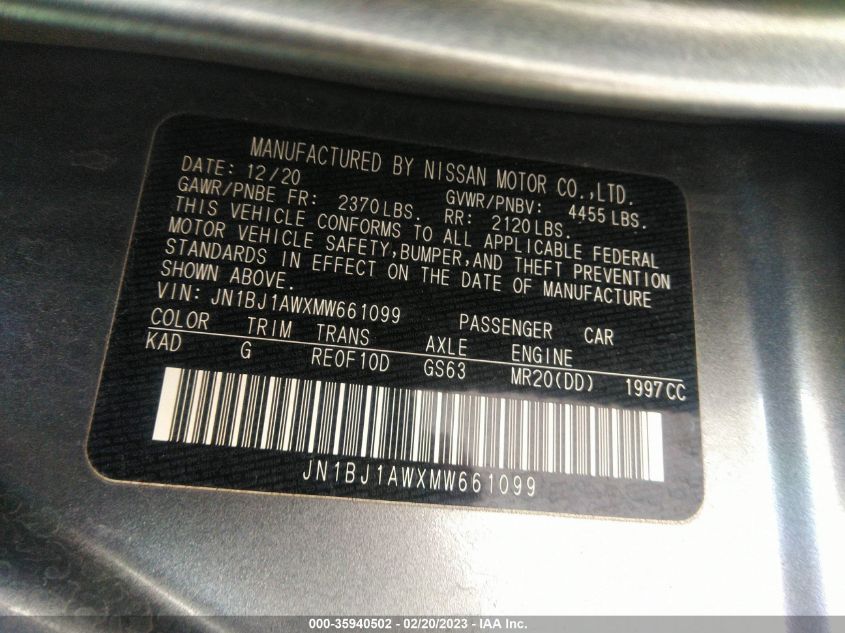 MANUFACTURED BY NISSAN MOTOR CO.,LTD.
DATE: 12/20 GVWR/PNBV: 4455 LBS.
GAWR/PNBE FR: 2370LBS. RR: 2120LBS.
THIS VEHICLE CONFORMS TO ALL APPLICABLE FEDERAL
MOTOR VEHICLE SAFETY,BUMPER,AND THEFT PREVENTION
STANDARDS IN EFFECT ON THE DATE OF MANUFACTURE
SHOWN ABOVE.
VIN: JN1BJ1AWXMW661099 PASSENGER CAR
COLOR TRIM TRANS AXLE ENGINE
KAD G RE0F10D GS63 MR20(DD) 1997CC
JN1BJ1AWXMW661099
000-35940502 - 02/20/2023 - IAA Inc.